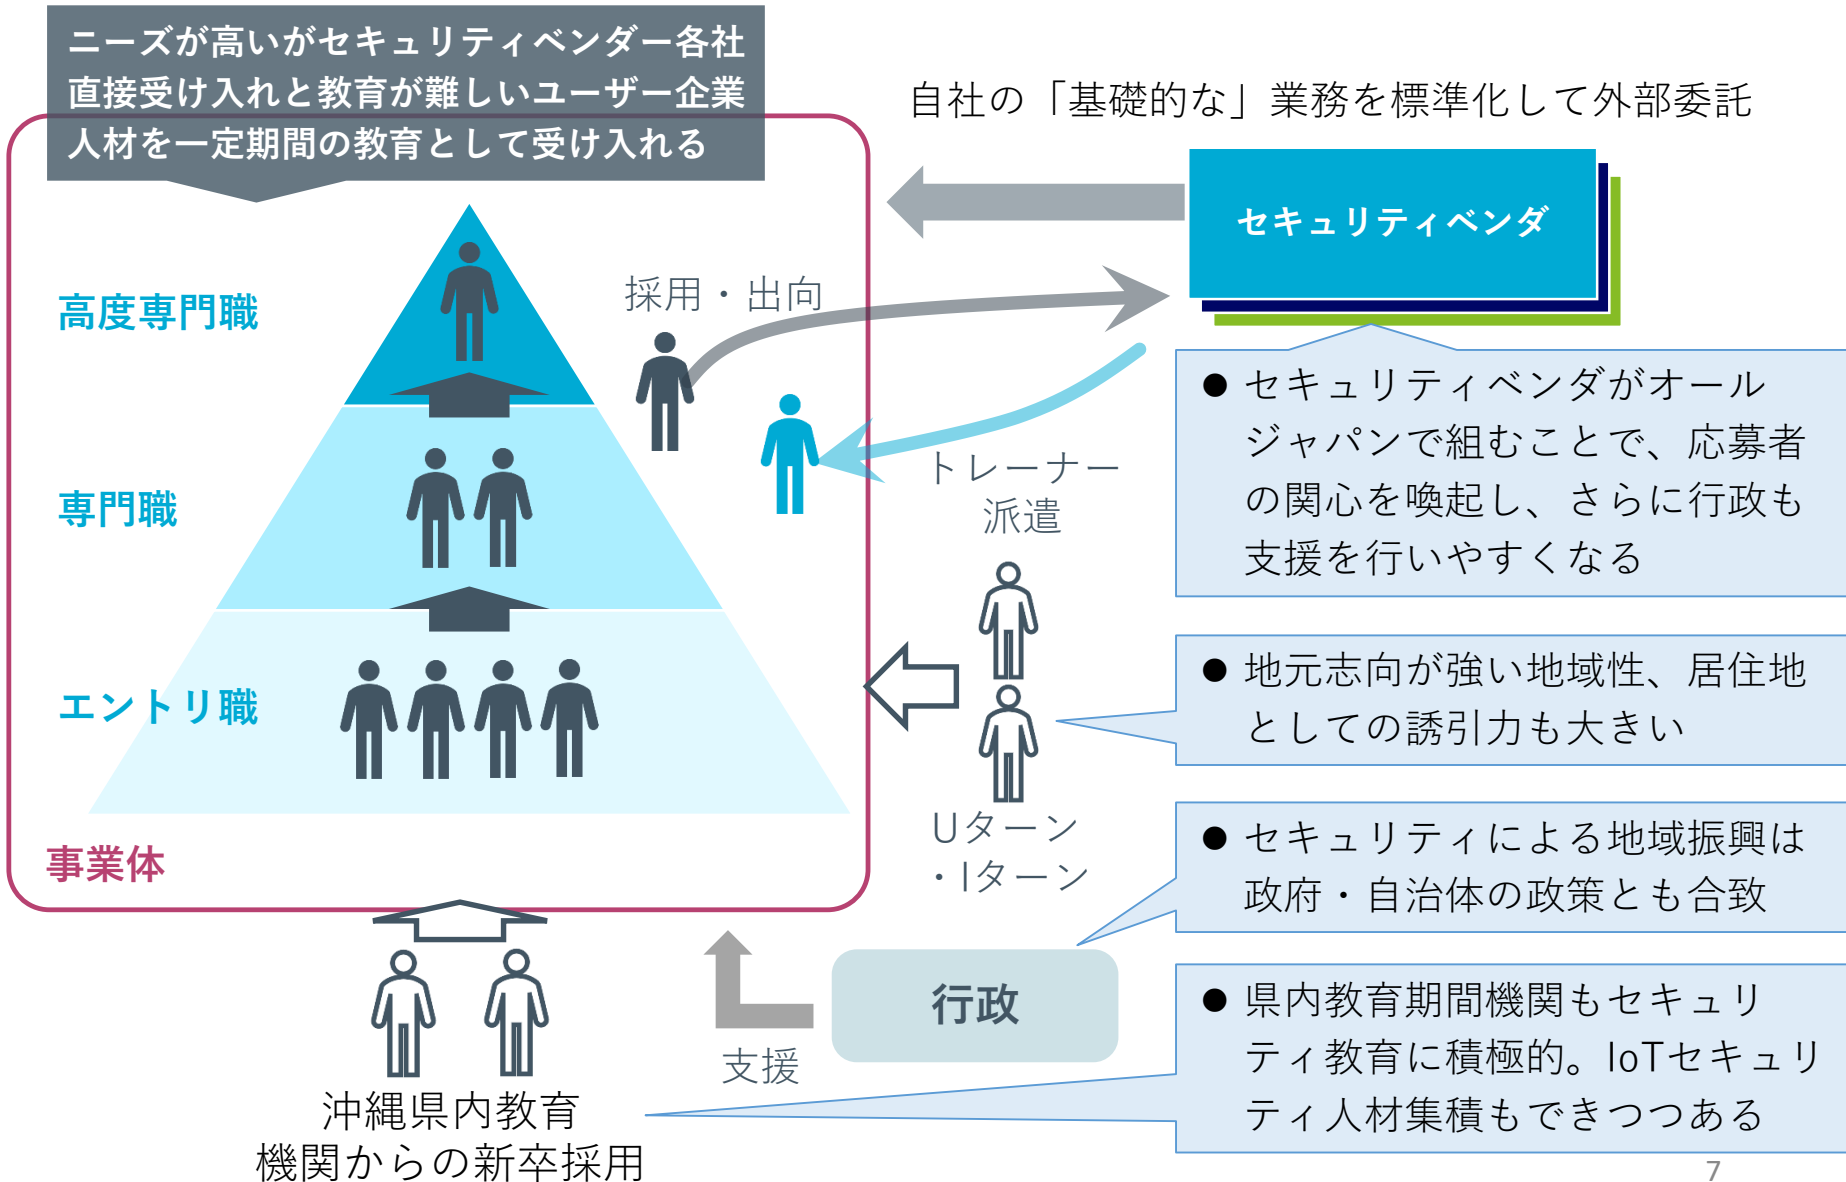 ニーズが高いがセキュリティベンダー各社
直接受け入れと教育が難しいユーザー企業
人材を一定期間の教育として受け入れる
自社の「基礎的な」業務を標準化して外部委託
セキュリティベンダ
採用・出向
高度専門職
トレーナー
派遣
専門職
エントリ職
事業体
Uターン
・Iターン
行政
支援
沖縄県内教育
機関からの新卒採用
● セキュリティベンダがオール
ジャパンで組むことで、応募者
の関心を喚起し、さらに行政も
支援を行いやすくなる
● 地元志向が強い地域性、居住地
としての誘引力も大きい
● セキュリティによる地域振興は
政府・自治体の政策とも合致
● 県内教育期間機関もセキュリ
ティ教育に積極的。IoTセキュリ
ティ人材集積もできつつある
7